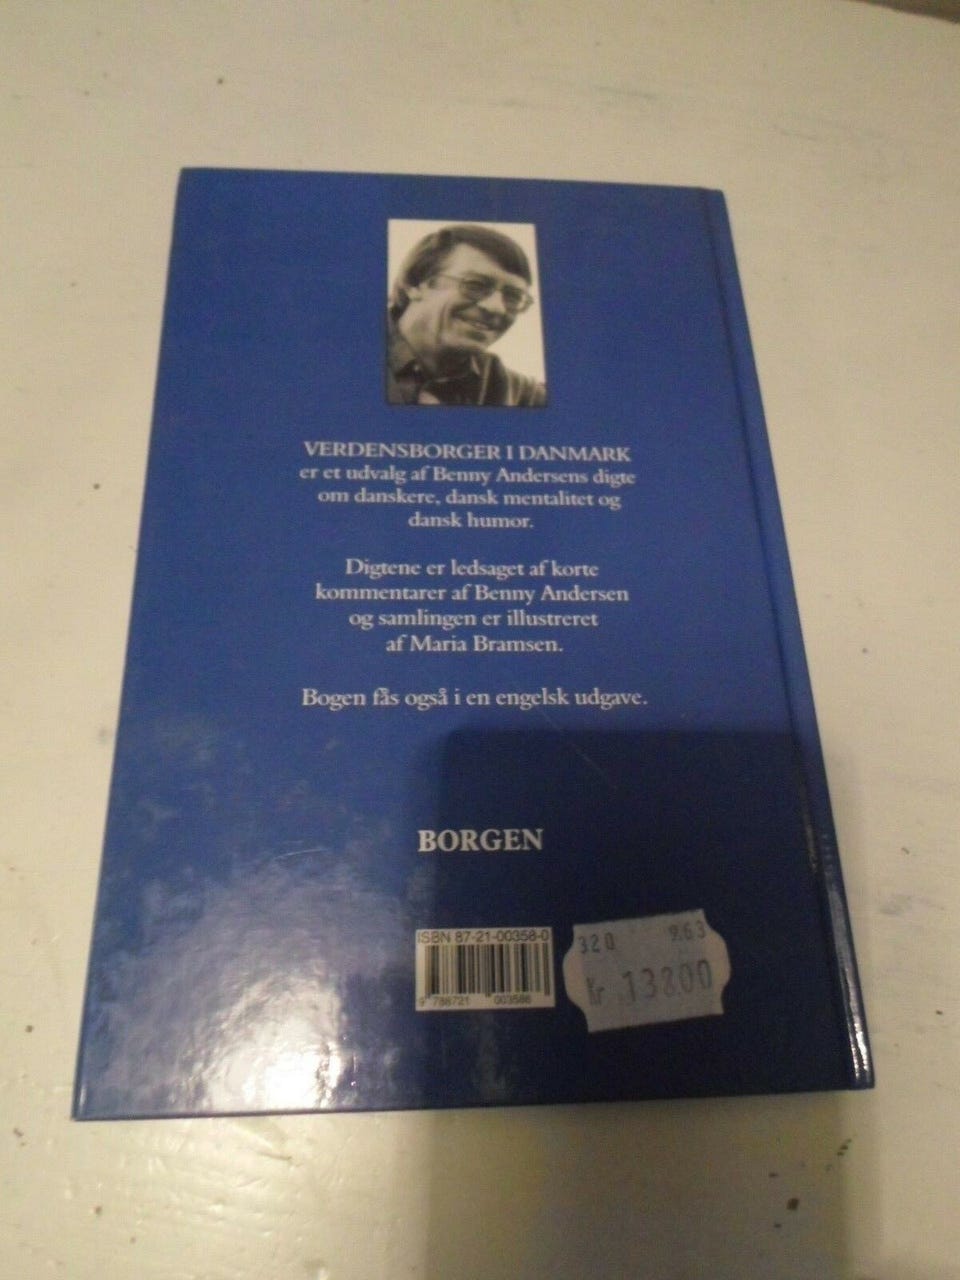 VERDENSBORGER I DANMARK
er et udvalg af Benny Andersens digte
om danskere, dansk mentalitet og
dansk humor.
Digtene er ledsaget af korte
kommentarer af Benny Andersen
og samlingen er illustreret
af Maria Bramsen.
Bogen fås også i en engelsk udgave.
BORGEN
ISBN 87-21-00358-0
9 788721 003586
320 9.63
Kr 138.00